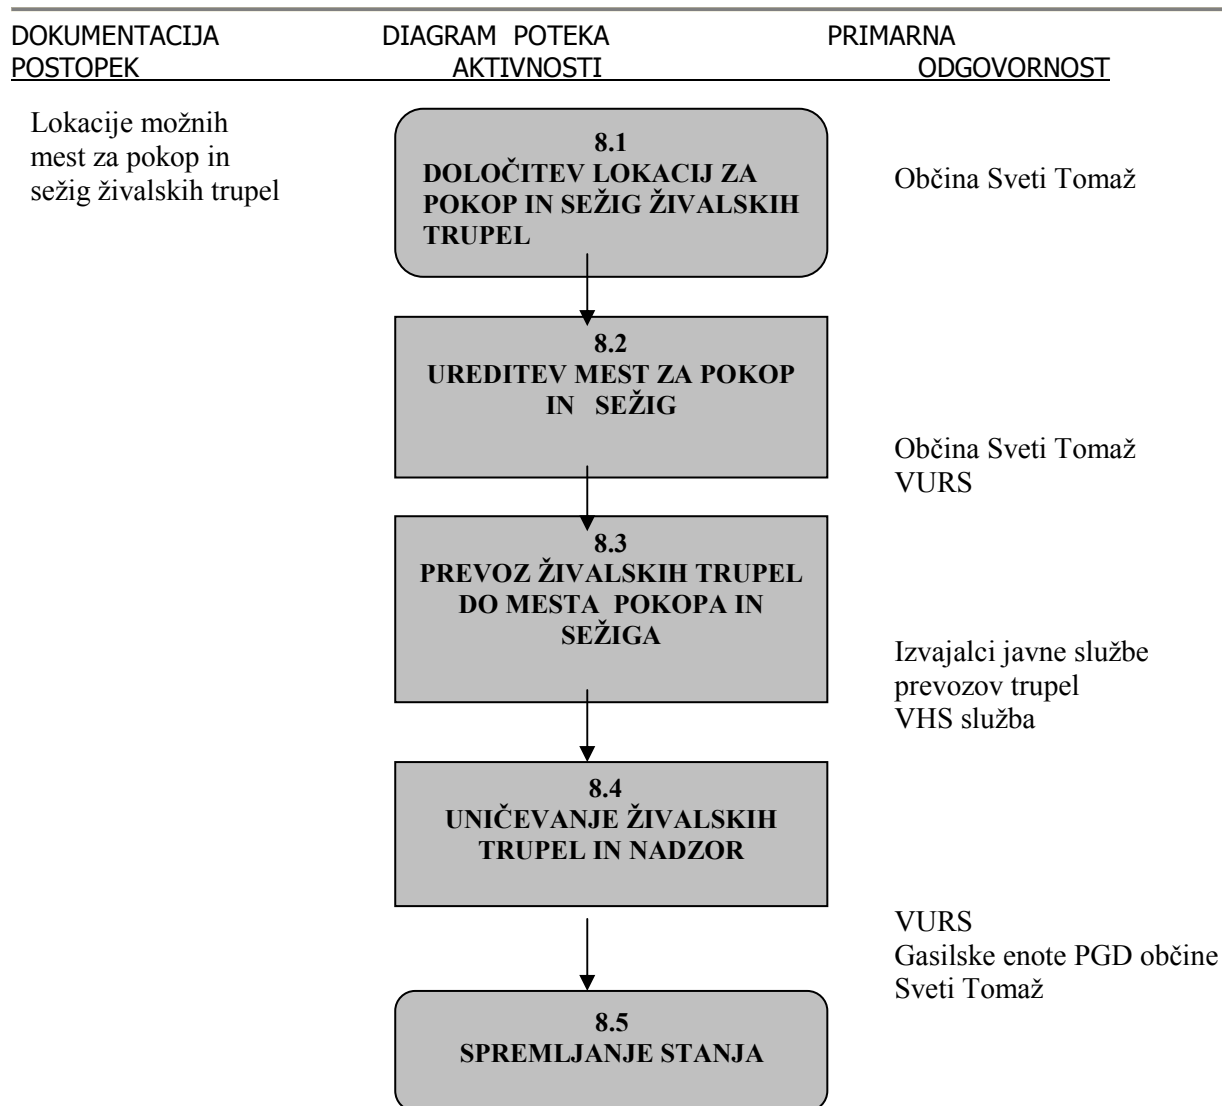 DOKUMENTACIJA DIAGRAM POTEKA PRIMARNA
POSTOPEK AKTIVNOSTI ODGOVORNOST
Lokacije možnih
mest za pokop in
sežig živalskih trupel
8.1
DOLOČITEV LOKACIJ ZA
POKOP IN SEŽIG ŽIVALSKIH
TRUPEL
Občina Sveti Tomaž
8.2
UREDITEV MEST ZA POKOP
IN SEŽIG
Občina Sveti Tomaž
VURS
8.3
PREVOZ ŽIVALSKIH TRUPEL
DO MESTA POKOPA IN
SEŽIGA
Izvajalci javne službe
prevozov trupel
VHS služba
8.4
UNIČEVANJE ŽIVALSKIH
TRUPEL IN NADZOR
VURS
Gasilske enote PGD občine
Sveti Tomaž
8.5
SPREMLJANJE STANJA